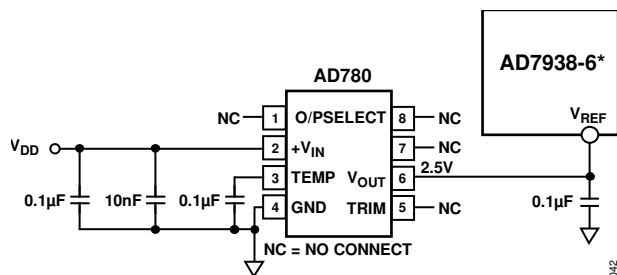 AD780
AD7938-6*
NC
1
O/PSELECT
8
NC
VREF
7
NC
VDD
2
+VIN
2.5V
3
TEMP
VOUT
6
0.1µF
10nF
0.1µF
4
GND
TRIM
5
NC
0.1µF
NC = NO CONNECT
042